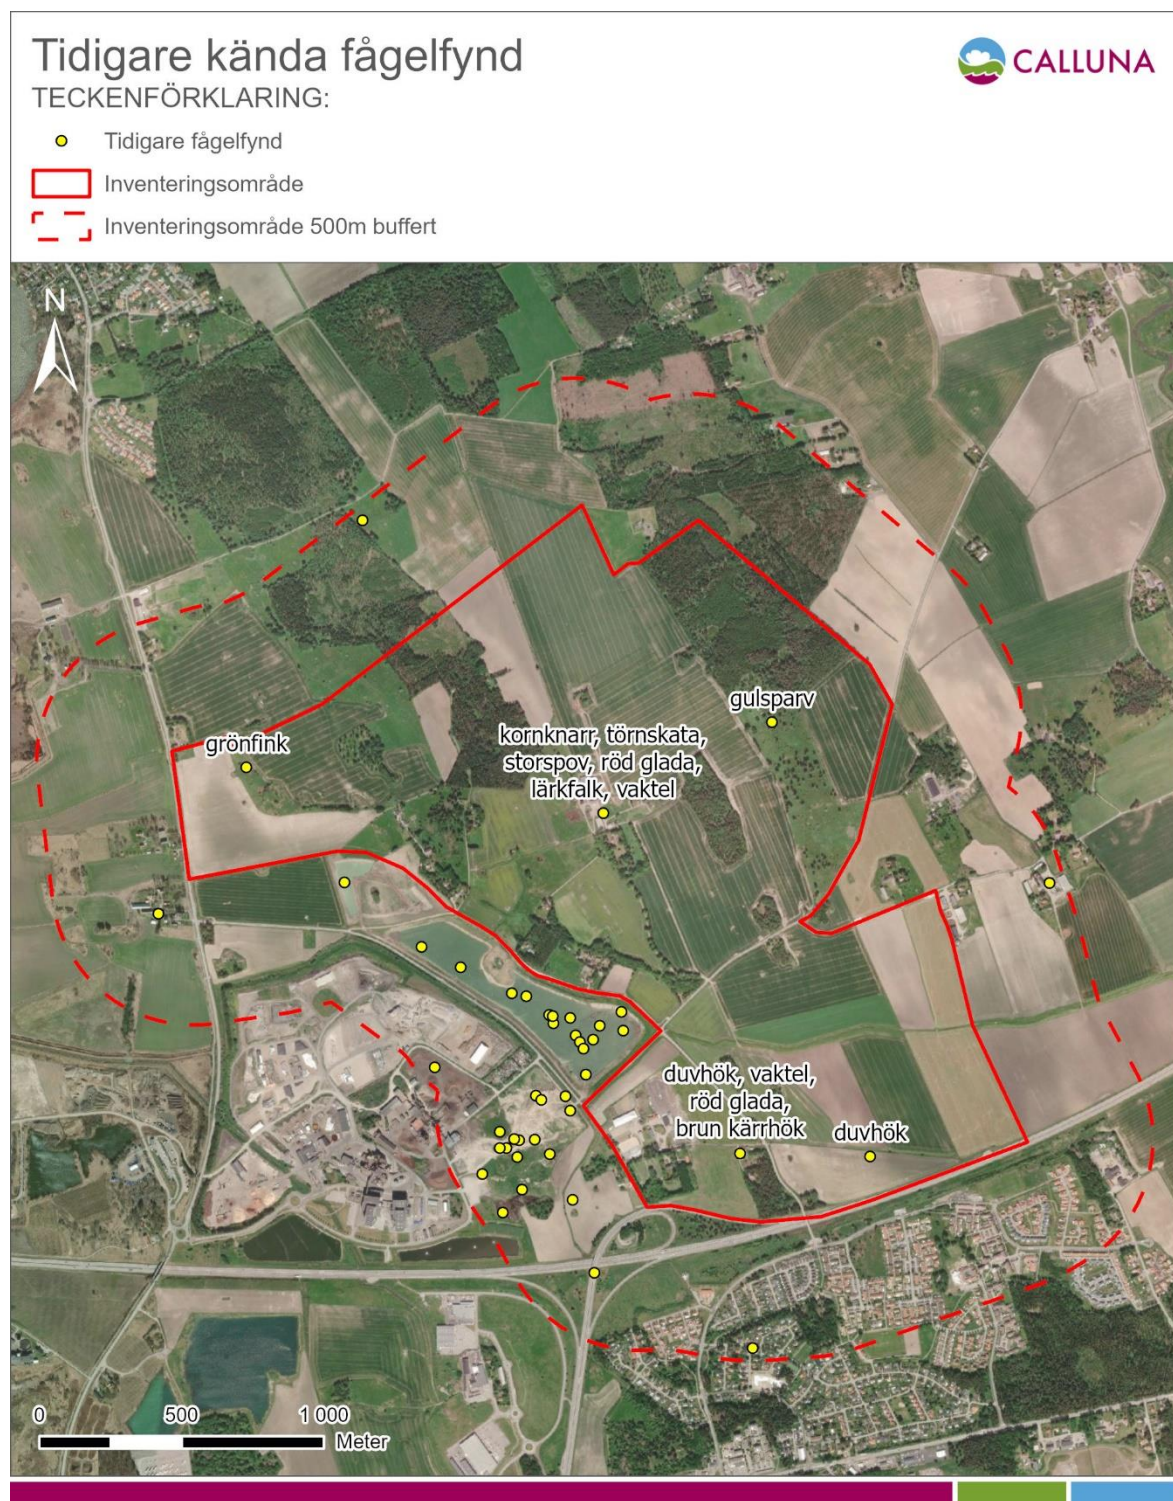 Tidigare kända fågelfynd
CALLUNA
TECKENFÖRKLARING:
Tidigare fågelfynd
Inventeringsområde
Inventeringsområde 500m buffert
N
gulsparv
grönfink
kornknarr, törnskata,
storspov, röd glada,
lärkfalk, vaktel
duvhök, vaktel,
röd glada,
brun kärrhök
duvhök
0 500 1 000
Meter